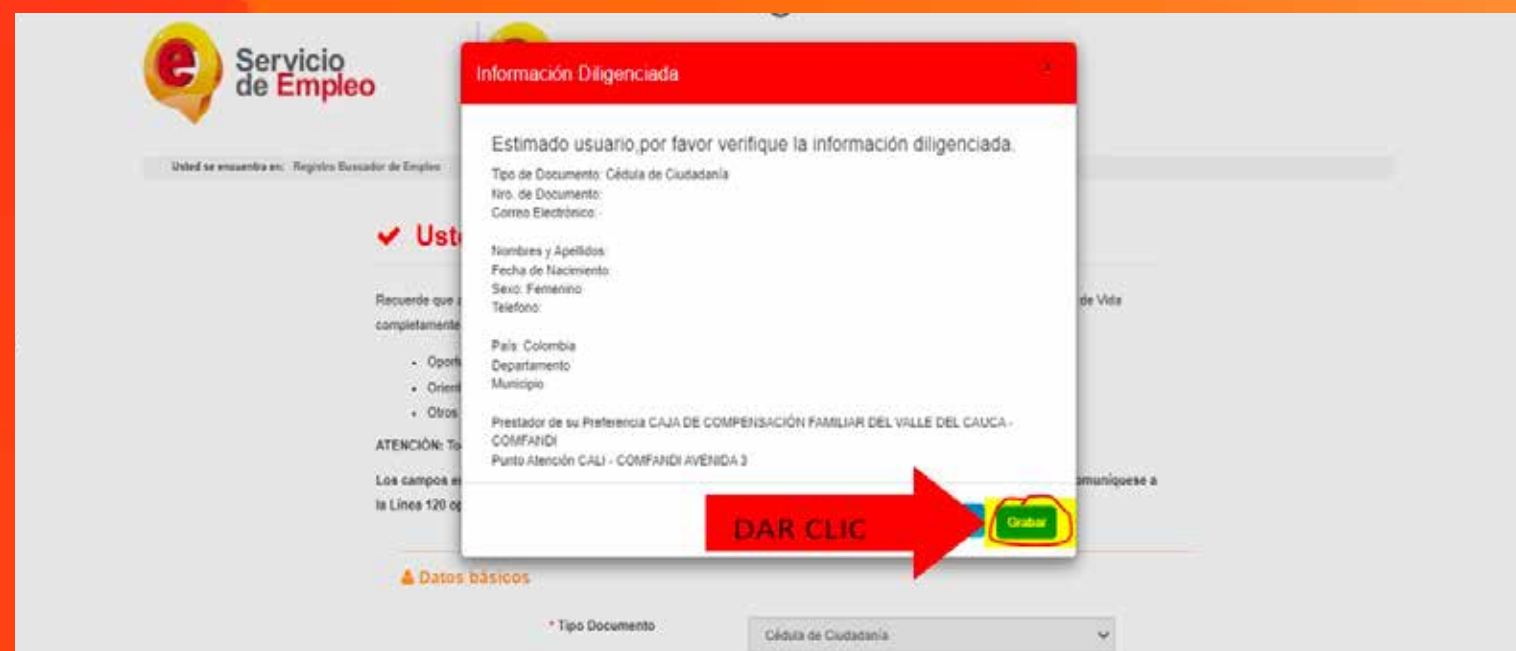 Servicio
de Empleo
Información Diligenciada
Usted se encuentra en: Registro Buscador de Empleo
Estimado usuario,por favor verifique la información diligenciada.
Tipo de Documento: Cédula de Ciudadanía
Nro. de Documento:
Correo Electrónico:
Uste
Nombres y Apellidos:
Fecha de Nacimiento:
Sexo: Femenino
Telefono:
Recuerde que
de Vida
completamente
País: Colombia
Departamento
Municipio
• Oport
• Orient
• Otros
Prestador de su Preferencia CAJA DE COMPENSACIÓN FAMILIAR DEL VALLE DEL CAUCA -
COMFANDI
Punto Atención CALI - COMFANDI AVENIDA 3
ATENCIÓN: To
Los campos e
omuníquese a
la Línea 120 op
DAR CLIC
Grabar
Datos básicos
* Tipo Documento
Cédula de Ciudadanía